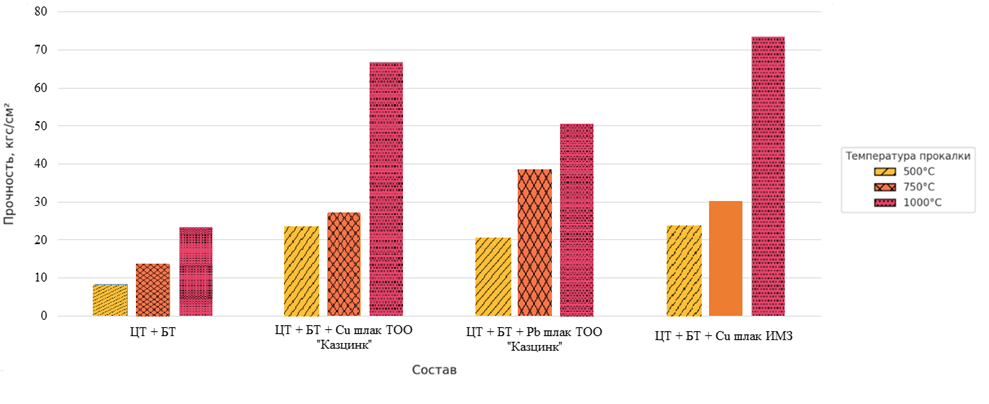 80
70
60
50
40
30
20
10
0
Прочность, кгс/см²
ЦТ + БТ
ЦТ + БТ + Cu шлак ТОО
"Казцинк"
ЦТ + БТ + Pb шлак ТОО
"Казцинк"
ЦТ + БТ + Cu шлак ИМЗ
Состав
Температура прокалки
500°C
750°C
1000°C